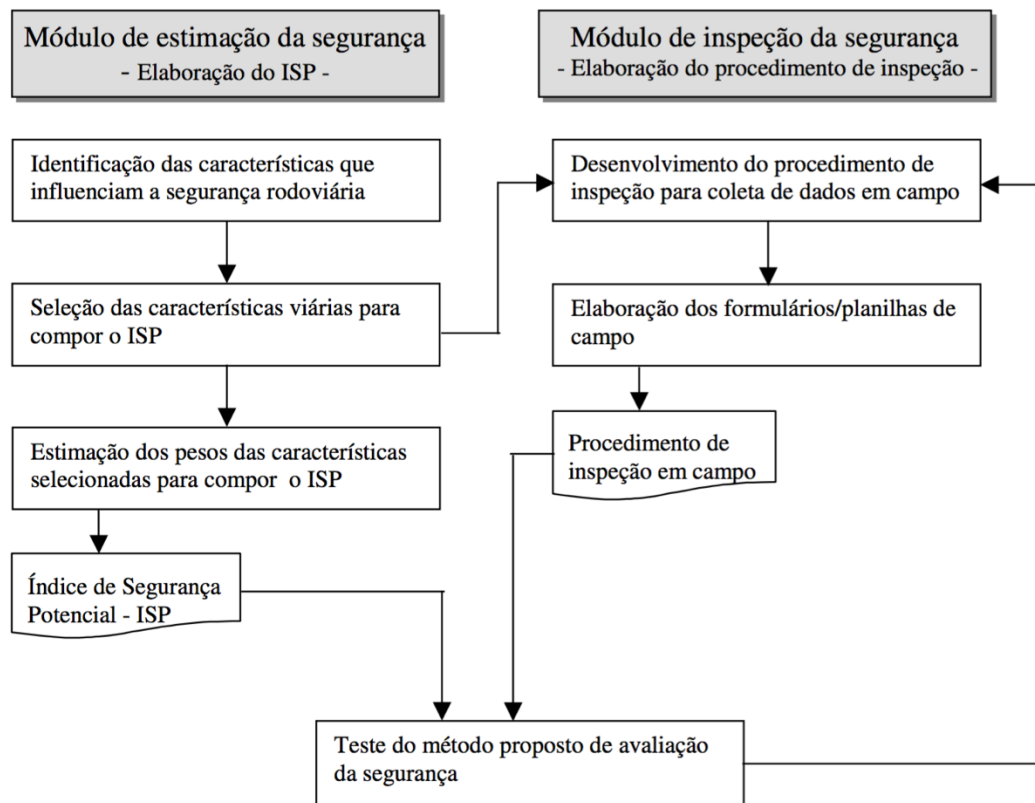 Módulo de estimação da segurança
- Elaboração do ISP -
Módulo de inspeção da segurança
- Elaboração do procedimento de inspeção -
Identificação das características que
influenciam a segurança rodoviária
Desenvolvimento do procedimento de
inspeção para coleta de dados em campo
Seleção das características viárias para
compor o ISP
Elaboração dos formulários/planilhas de
campo
Estimação dos pesos das características
selecionadas para compor o ISP
Procedimento de
inspeção em campo
Índice de Segurança
Potencial - ISP
Teste do método proposto de avaliação
da segurança